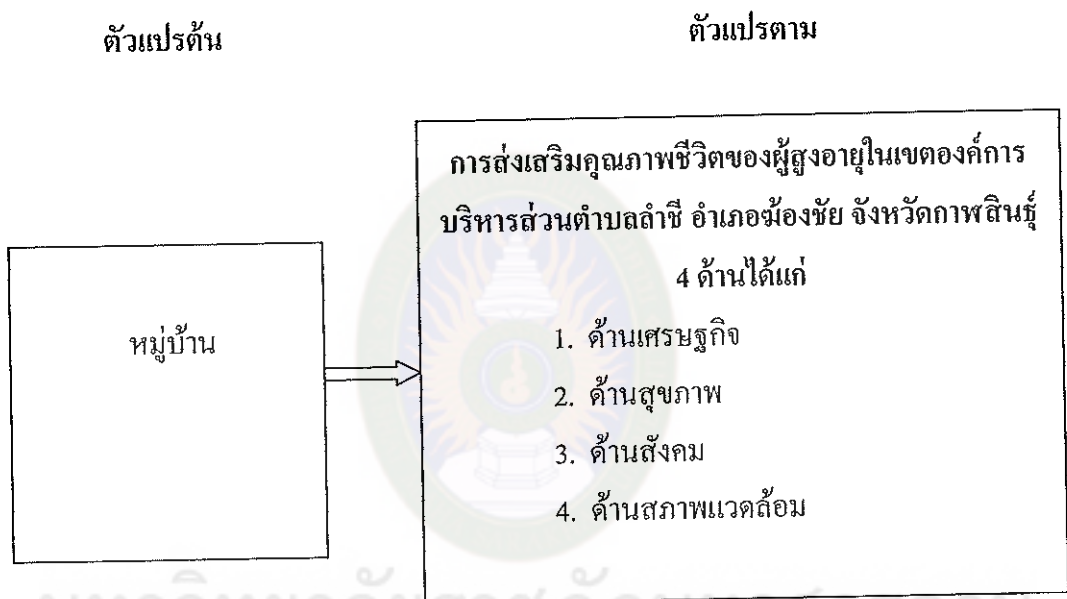 ตัวแปรต้น
ตัวแปรตาม
หมู่บ้าน
การส่งเสริมคุณภาพชีวิตของผู้สูงอายุในเขตองค์การ
บริหารส่วนตำบลลำชี อำเภอฆ้องชัย จังหวัดกาฬสินธุ์
4 ด้านได้แก่
1. ด้านเศรษฐกิจ
2. ด้านสุขภาพ
3. ด้านสังคม
4. ด้านสภาพแวดล้อม